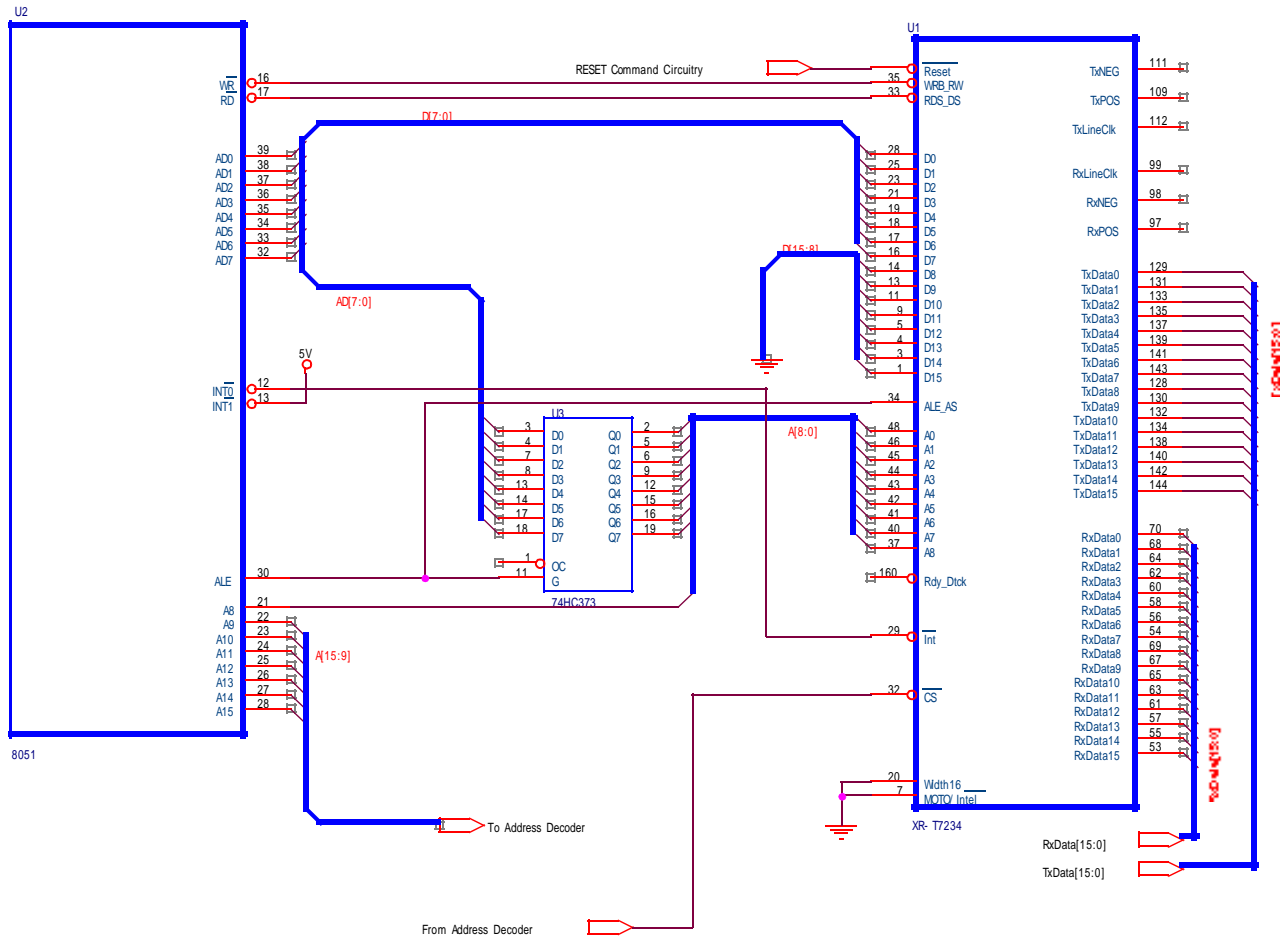 U2
WR 16
RD 17
AD0 39
AD1 38
AD2 37
AD3 36
AD4 35
AD5 34
AD6 33
AD7 32
INT0 12
INT1 13
ALE 30
A8 21
A9 22
A10 23
A11 24
A12 25
A13 26
A14 27
A15 28
8051
RESET Command Circuitry
D[7:0]
D[15:8]
AD[7:0]
5V
A[8:0]
A[15:9]
To Address Decoder
From Address Decoder
U3
3 D0 Q0 2
4 D1 Q1 5
7 D2 Q2 6
8 D3 Q3 9
13 D4 Q4 12
14 D5 Q5 15
17 D6 Q6 16
18 D7 Q7 19
1 OC
11 G
74HC373
U1
Reset
35 WRB_RW
33 RDS_DS
28 D0
25 D1
23 D2
21 D3
19 D4
18 D5
17 D6
16 D7
14 D8
13 D9
11 D10
9 D11
5 D12
4 D13
3 D14
1 D15
34 ALE_AS
48 A0
46 A1
45 A2
44 A3
43 A4
42 A5
41 A6
40 A7
37 A8
160 Rdy_Dtck
29 Int
32 CS
20 Width16
7 MOTO/ Intel
XR- T7234
TxNEG 111
TxPOS 109
TxLineClk 112
RxLineClk 99
RxNEG 98
RxPOS 97
TxData0 129
TxData1 131
TxData2 133
TxData3 135
TxData4 137
TxData5 139
TxData6 141
TxData7 143
TxData8 128
TxData9 130
TxData10 132
TxData11 134
TxData12 138
TxData13 140
TxData14 142
TxData15 144
RxData0 70
RxData1 68
RxData2 64
RxData3 62
RxData4 60
RxData5 58
RxData6 56
RxData7 54
RxData8 69
RxData9 67
RxData10 65
RxData11 63
RxData12 61
RxData13 57
RxData14 55
RxData15 53
RxData[15:0]
TxData[15:0]